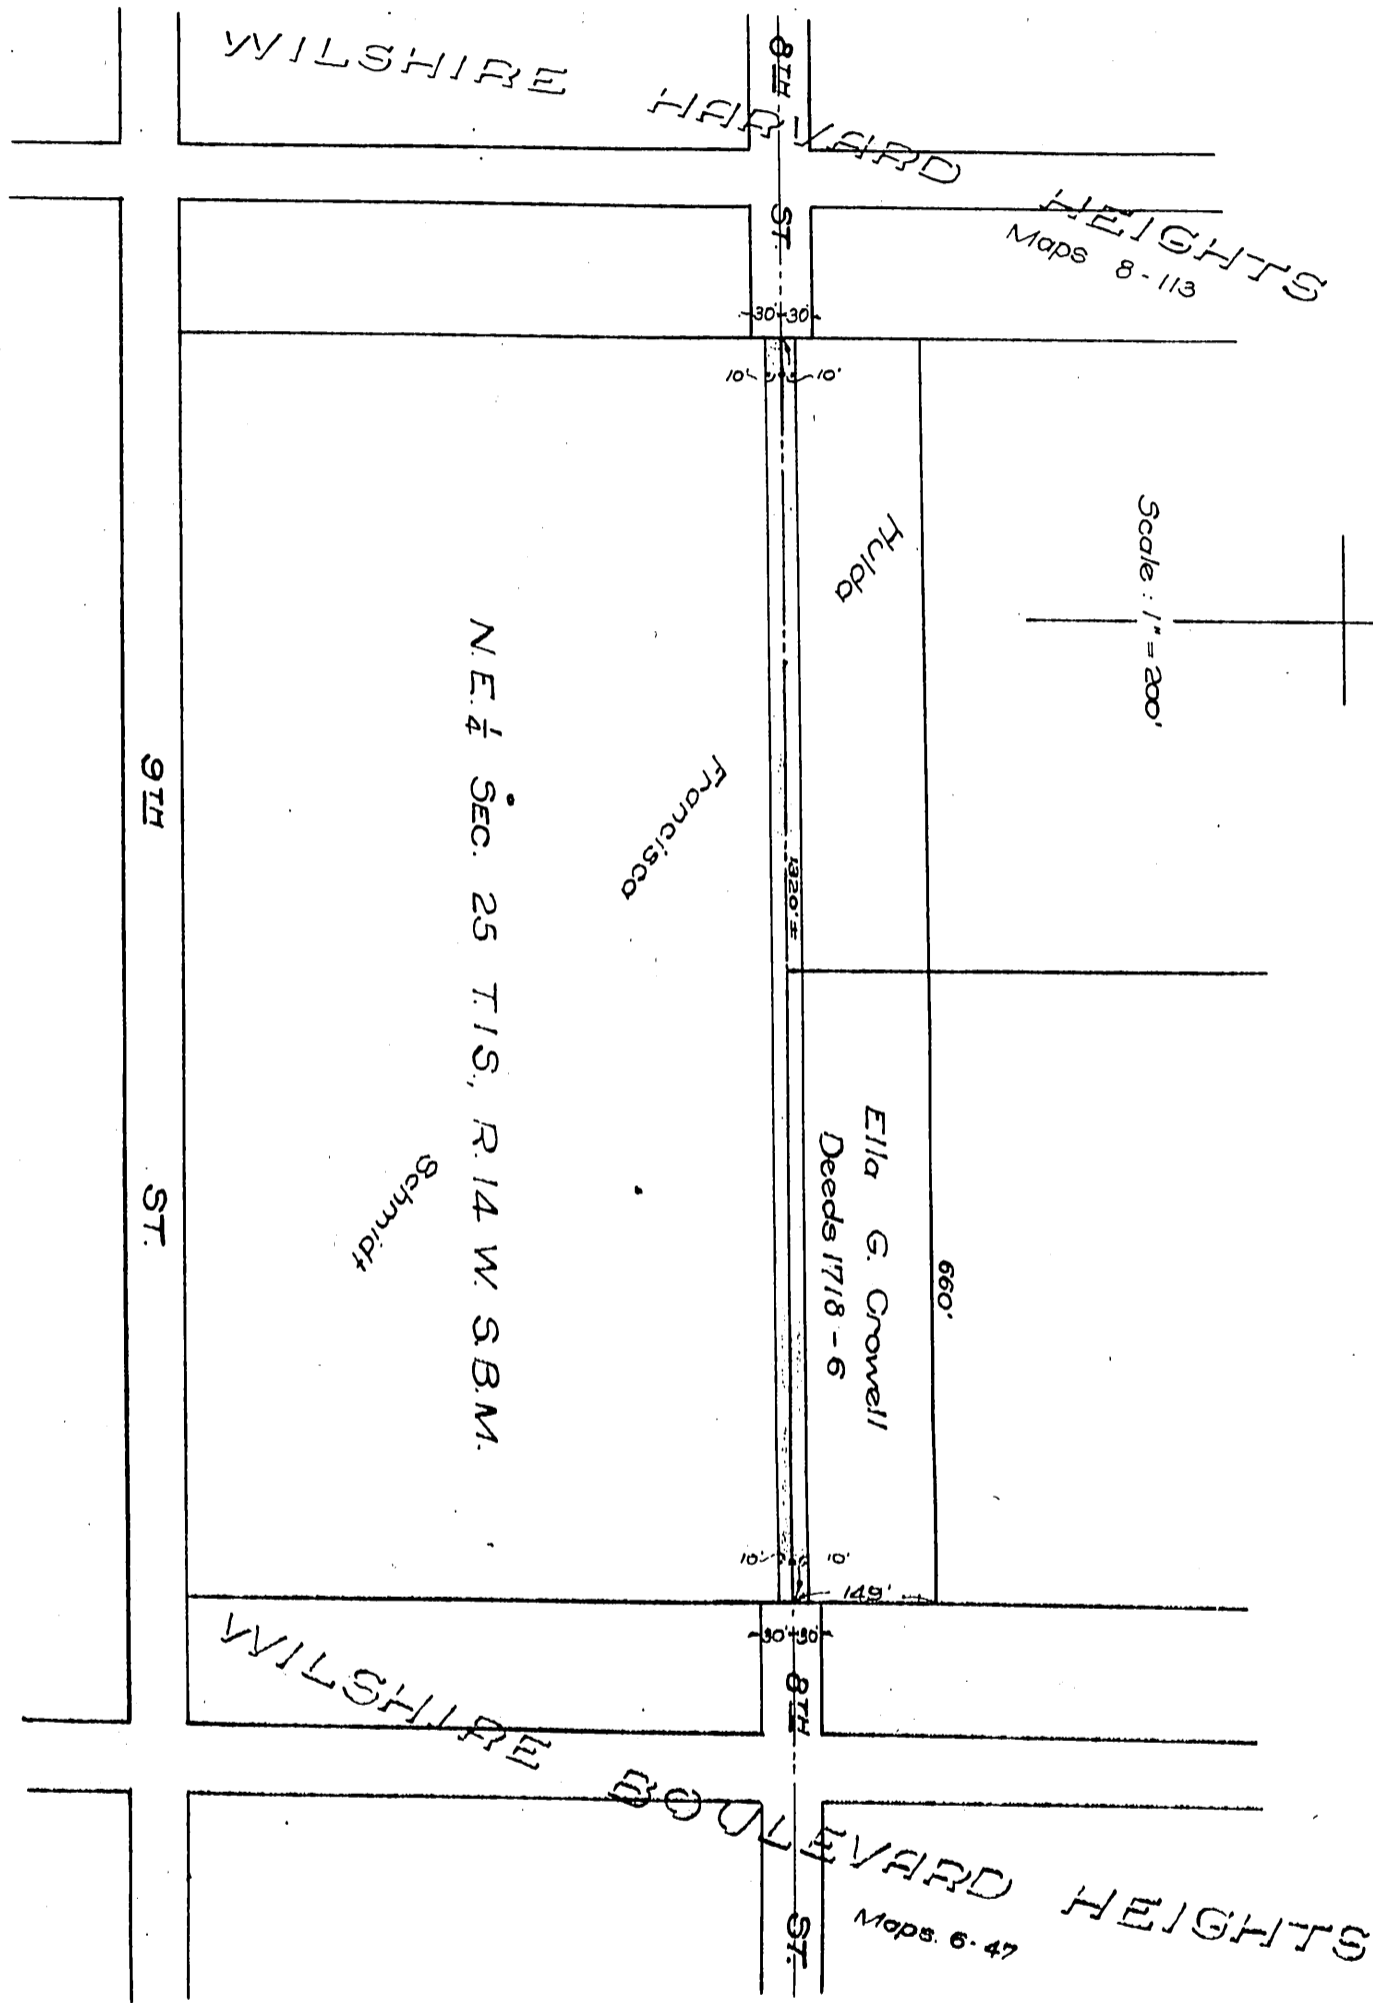 WILSHIRE HARVARD HEIGHTS
Maps 8-113
8TH ST.
30' 30'
10' 10'
Hulda
Scale: 1" = 200'
Francisca
1320'±
N.E. 1/4 SEC. 25 T.1S., R.14 W. S.B.M.
9TH ST.
Schmidt
Ella G. Crowell
Deeds 1718-6
660'
10' 10'
149'
30' 30'
8TH ST.
WILSHIRE BOULEVARD HEIGHTS
Maps. 6-47